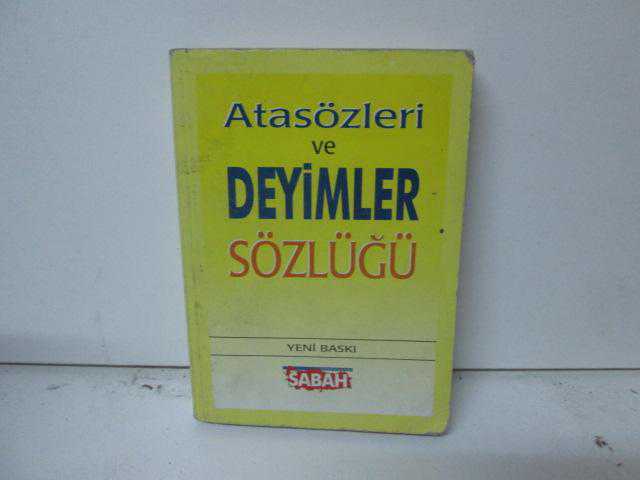 Atasözleri
ve
DEYİMLER
SÖZLÜĞÜ
YENİ BASKI
SABAH